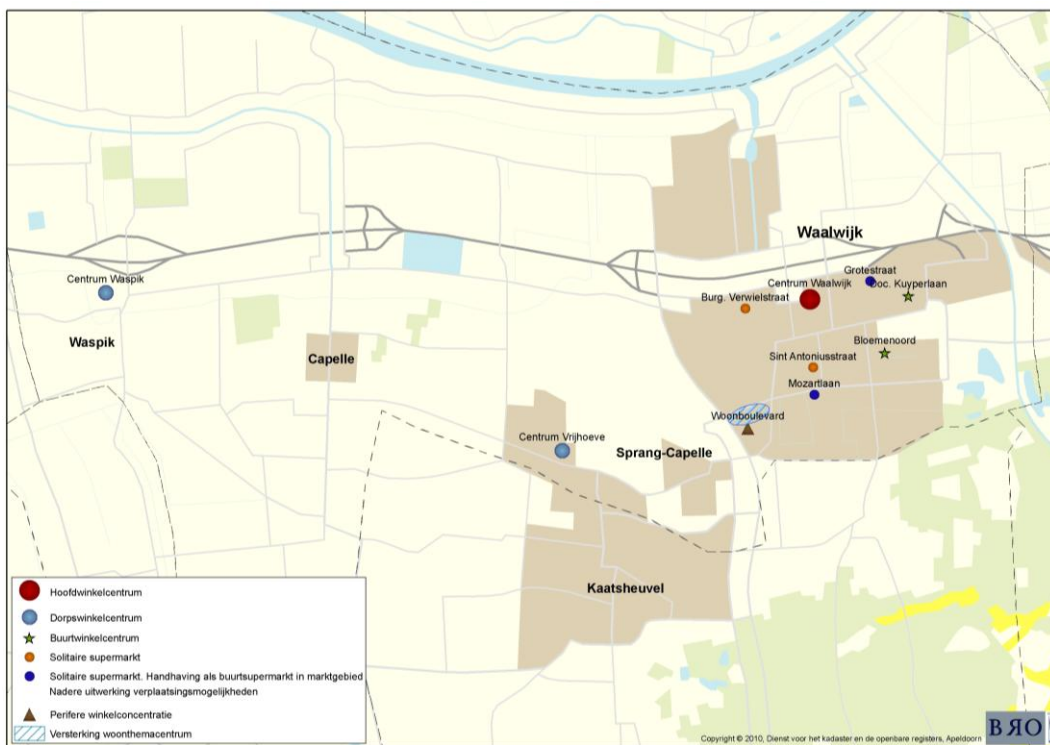 Waalwijk
Grotestraat
Centrum Waspik
Centrum Waalwijk
Doc. Kuyperlaan
Burg. Verwielstraat
Waspik
Bloemenoord
Capelle
Sint Antoniusstraat
Mozartlaan
Woonboulevard
Centrum Vrijhoeve
Sprang-Capelle
Kaatsheuvel
Hoofdwinkelcentrum
Dorpswinkelcentrum
Buurtwinkelcentrum
Solitaire supermarkt
Solitaire supermarkt. Handhaving als buurtsupermarkt in marktgebied
Nadere uitwerking verplaatsingsmogelijkheden
Perifere winkelconcentratie
Versterking woonthemacentrum
Copyright © 2010, Dienst voor het kadaster en de openbare registers, Apeldoorn
BRO